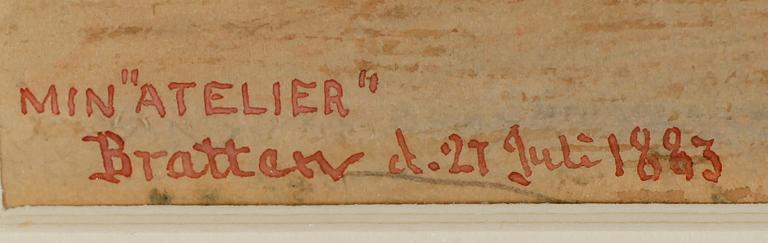 MIN "ATELIER"
Bratten d. 27 Juli 1883